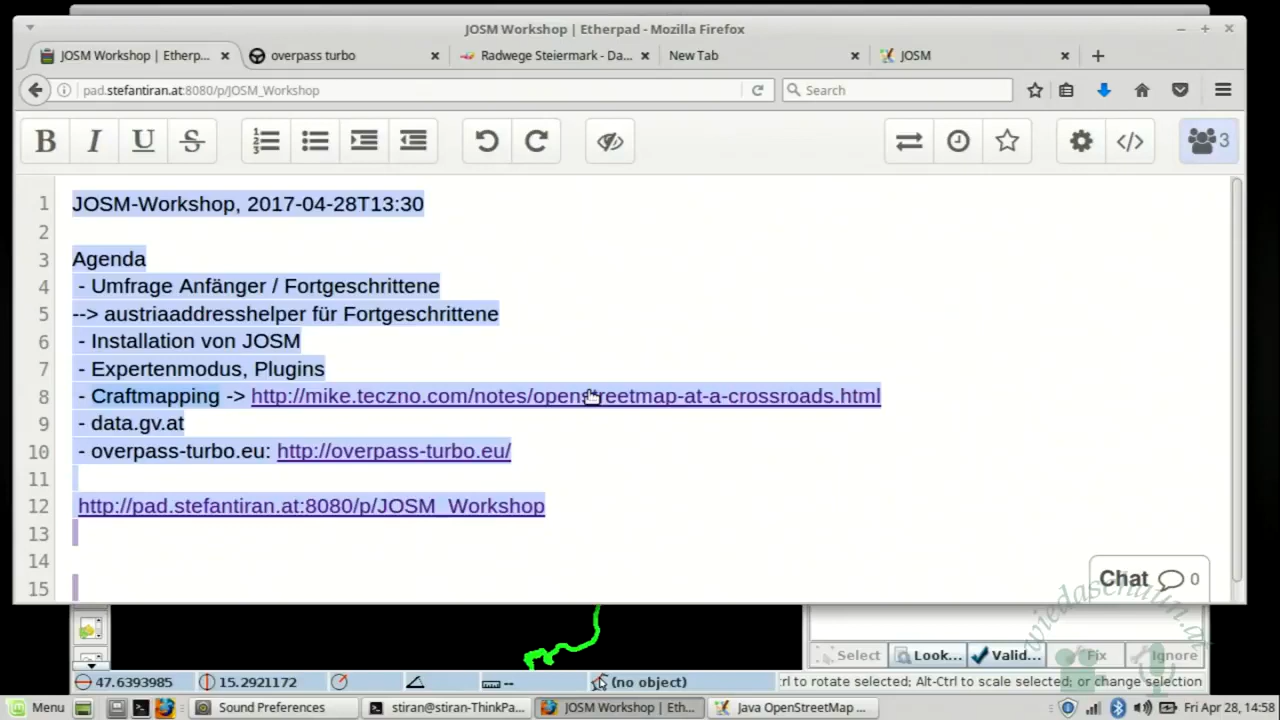 JOSM Workshop | Etherpad - Mozilla Firefox
JOSM Workshop | Etherp...
overpass turbo
Radwege Steiermark - Da...
New Tab
JOSM
pad.stefantiran.at:8080/p/JOSM_Workshop
Search
B I U S
3
1 JOSM-Workshop, 2017-04-28T13:30
2
3 Agenda
4 - Umfrage Anfänger / Fortgeschrittene
5 --> austriaaddresshelper für Fortgeschrittene
6 - Installation von JOSM
7 - Expertenmodus, Plugins
8 - Craftmapping -> http://mike.teczno.com/notes/openstreetmap-at-a-crossroads.html
9 - data.gv.at
10 - overpass-turbo.eu: http://overpass-turbo.eu/
11
12 http://pad.stefantiran.at:8080/p/JOSM_Workshop
13
14
15
Chat 0
wiedaschaun.at
Select Look... Valid... Fix Ignore
47.6393985 15.2921172 -- (no object) rl to rotate selected; Alt-Ctrl to scale selected; or change selection
Menu Sound Preferences stiran@stiran-ThinkPa... JOSM Workshop | Eth... Java OpenStreetMap ... Fri Apr 28, 14:58